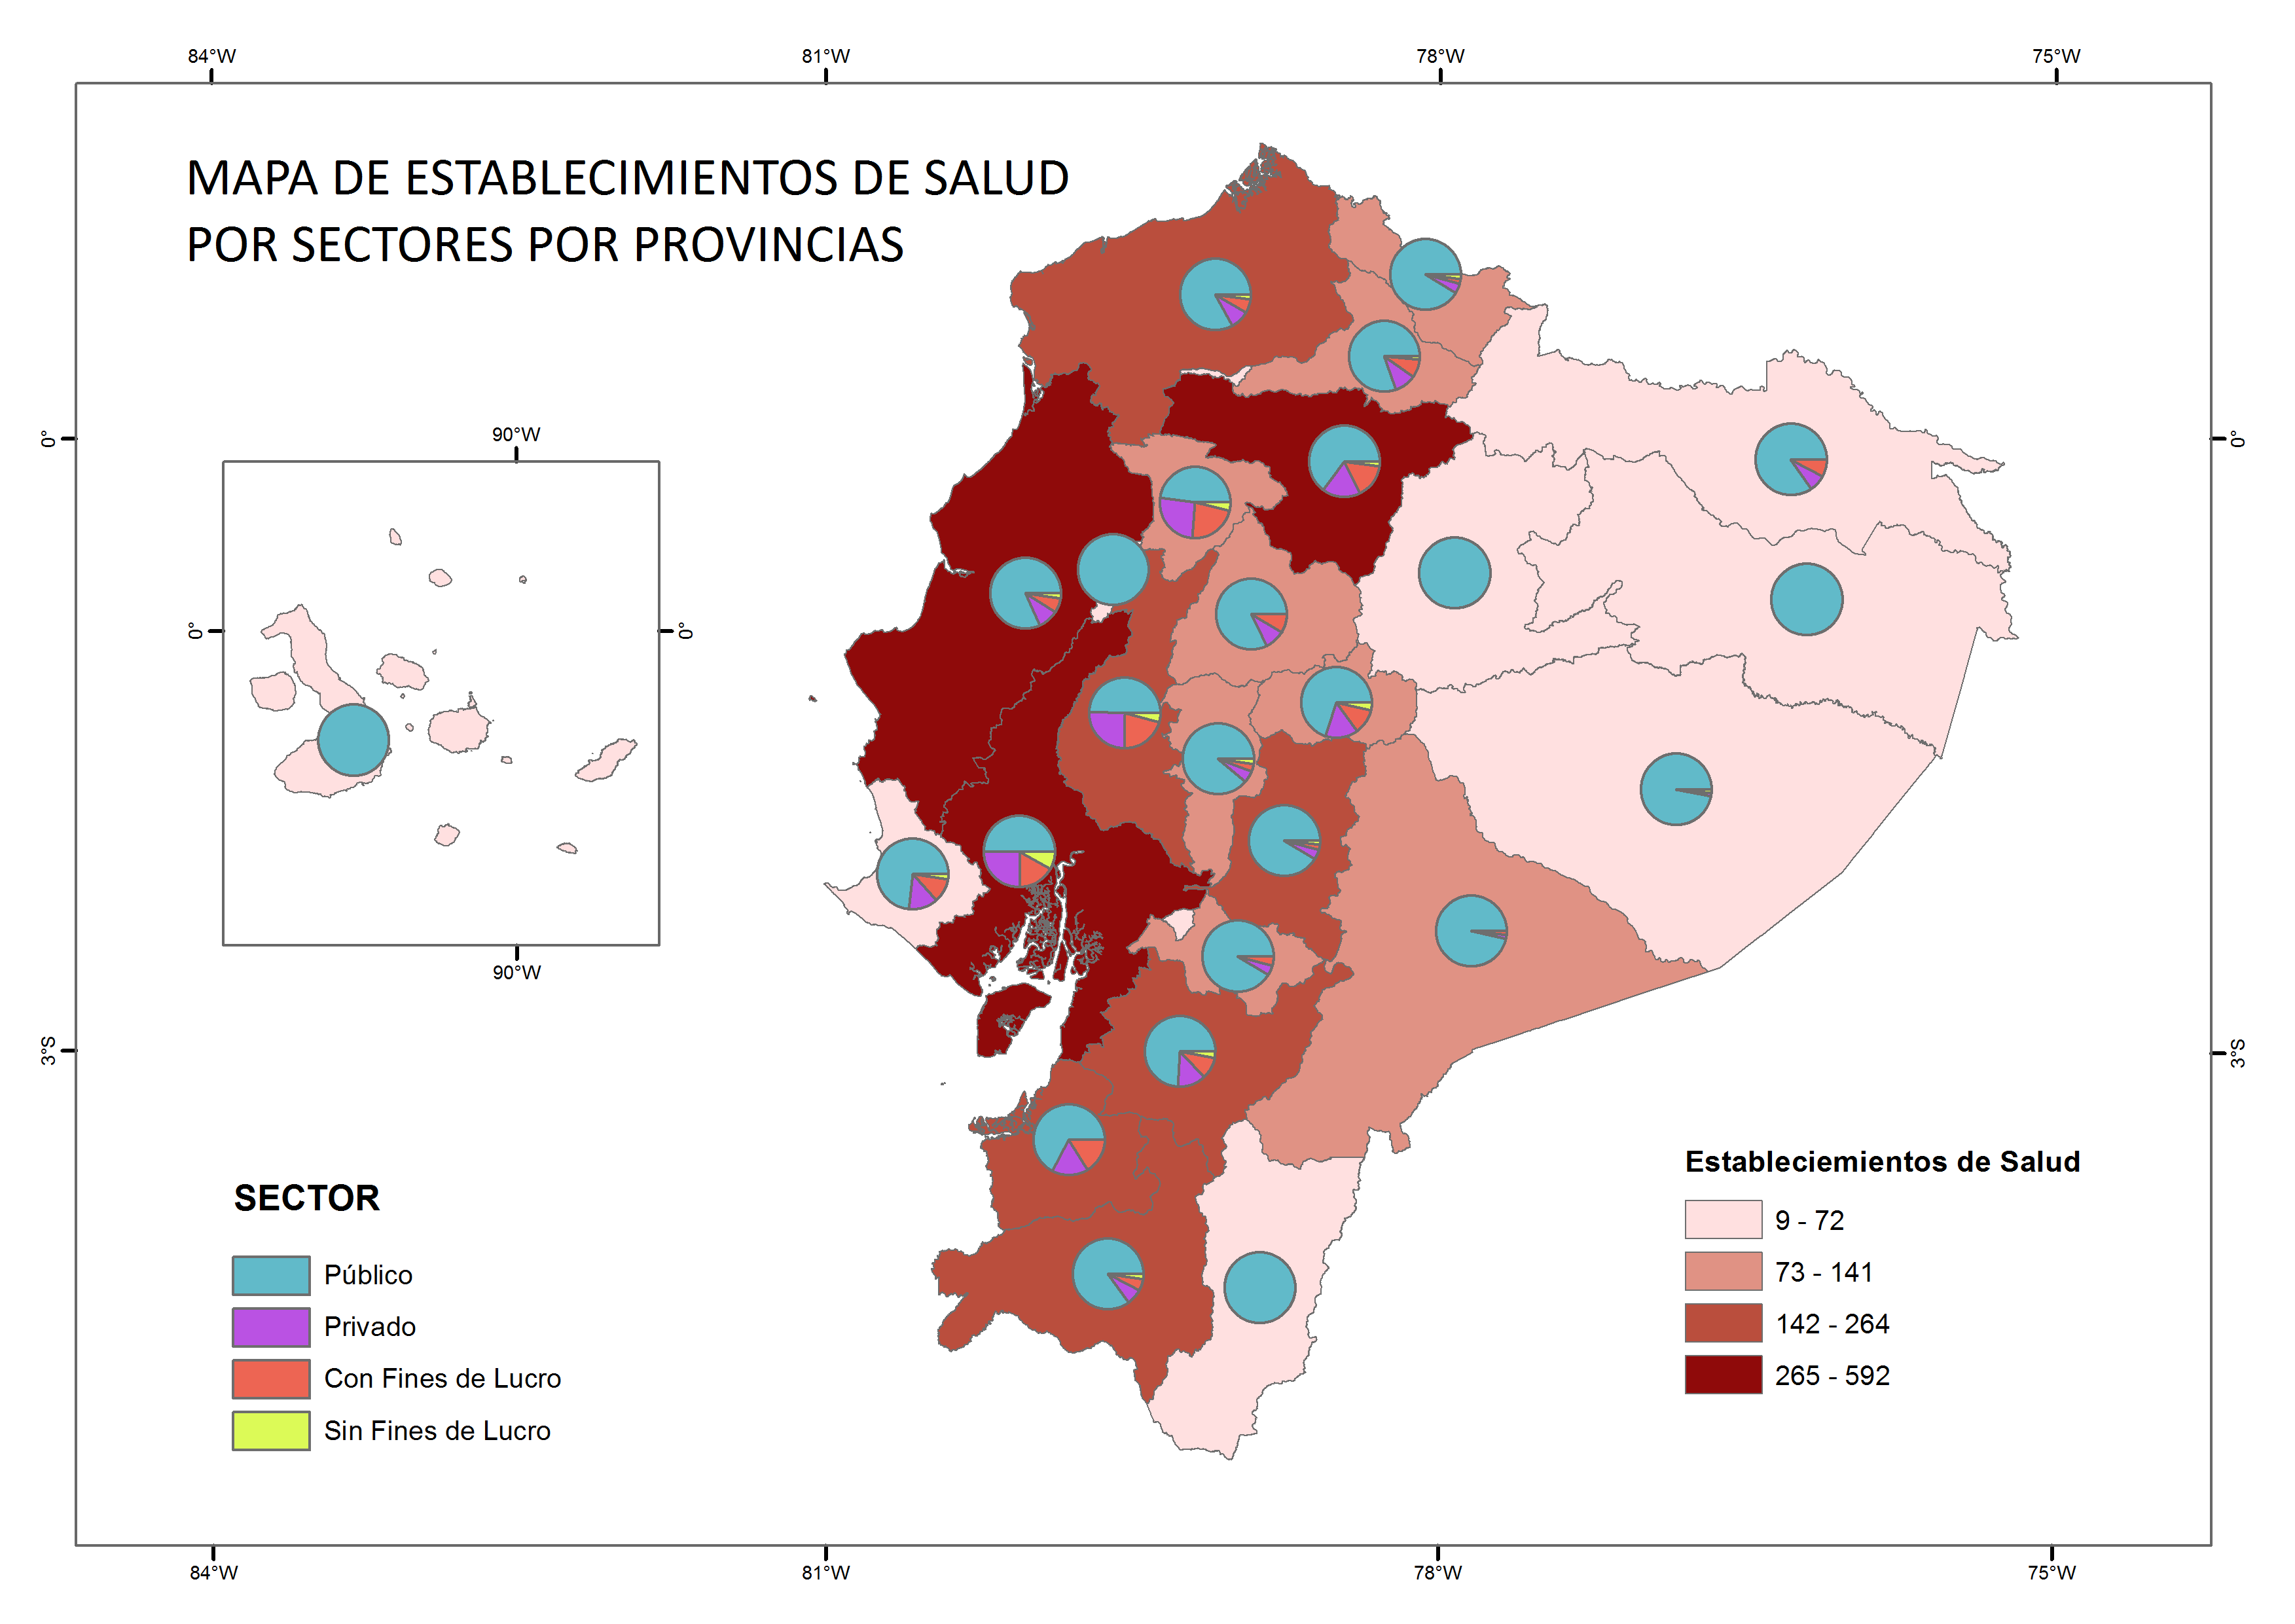 84°W 81°W 78°W 75°W
MAPA DE ESTABLECIMIENTOS DE SALUD
POR SECTORES POR PROVINCIAS
0° 0°
90°W
0° 0°
90°W
3°S 3°S
SECTOR
Público
Privado
Con Fines de Lucro
Sin Fines de Lucro
Estableciemientos de Salud
9 - 72
73 - 141
142 - 264
265 - 592
84°W 81°W 78°W 75°W